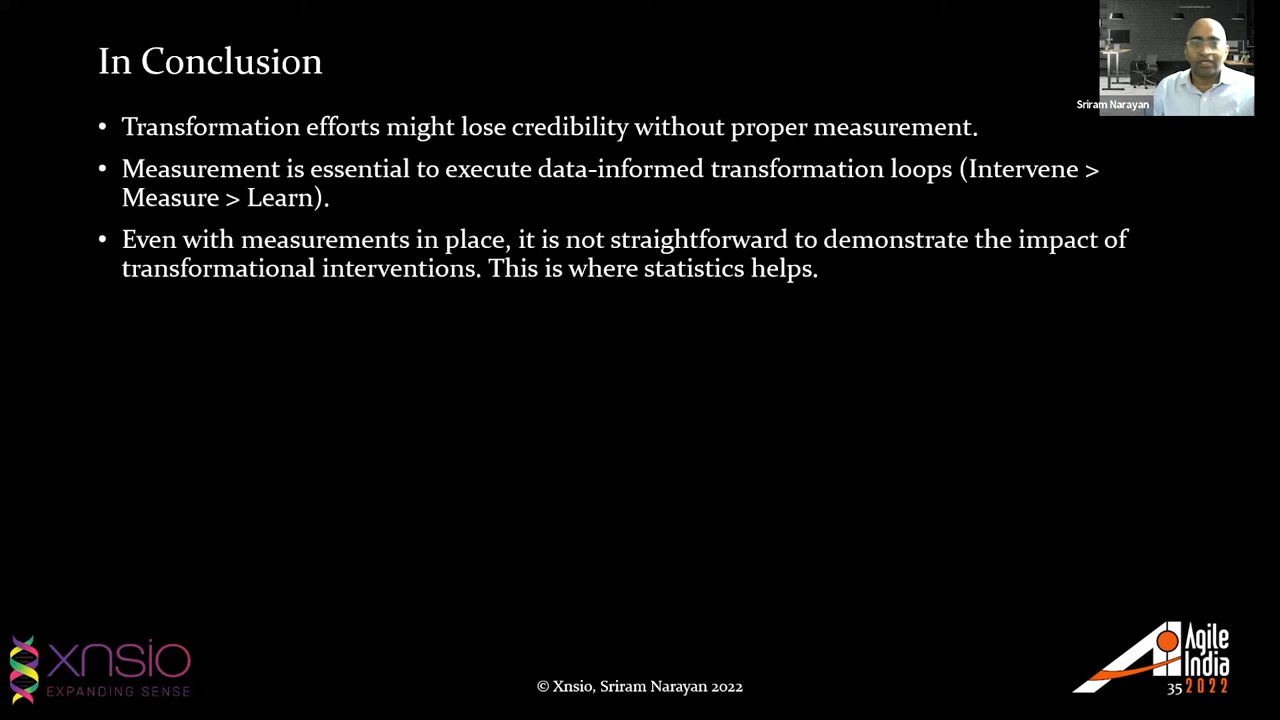 In Conclusion
Sriram Narayan
• Transformation efforts might lose credibility without proper measurement.
• Measurement is essential to execute data-informed transformation loops (Intervene >
Measure > Learn).
• Even with measurements in place, it is not straightforward to demonstrate the impact of
transformational interventions. This is where statistics helps.
xnsio
EXPANDING SENSE
© Xnsio, Sriram Narayan 2022
Agile
India
35 2022